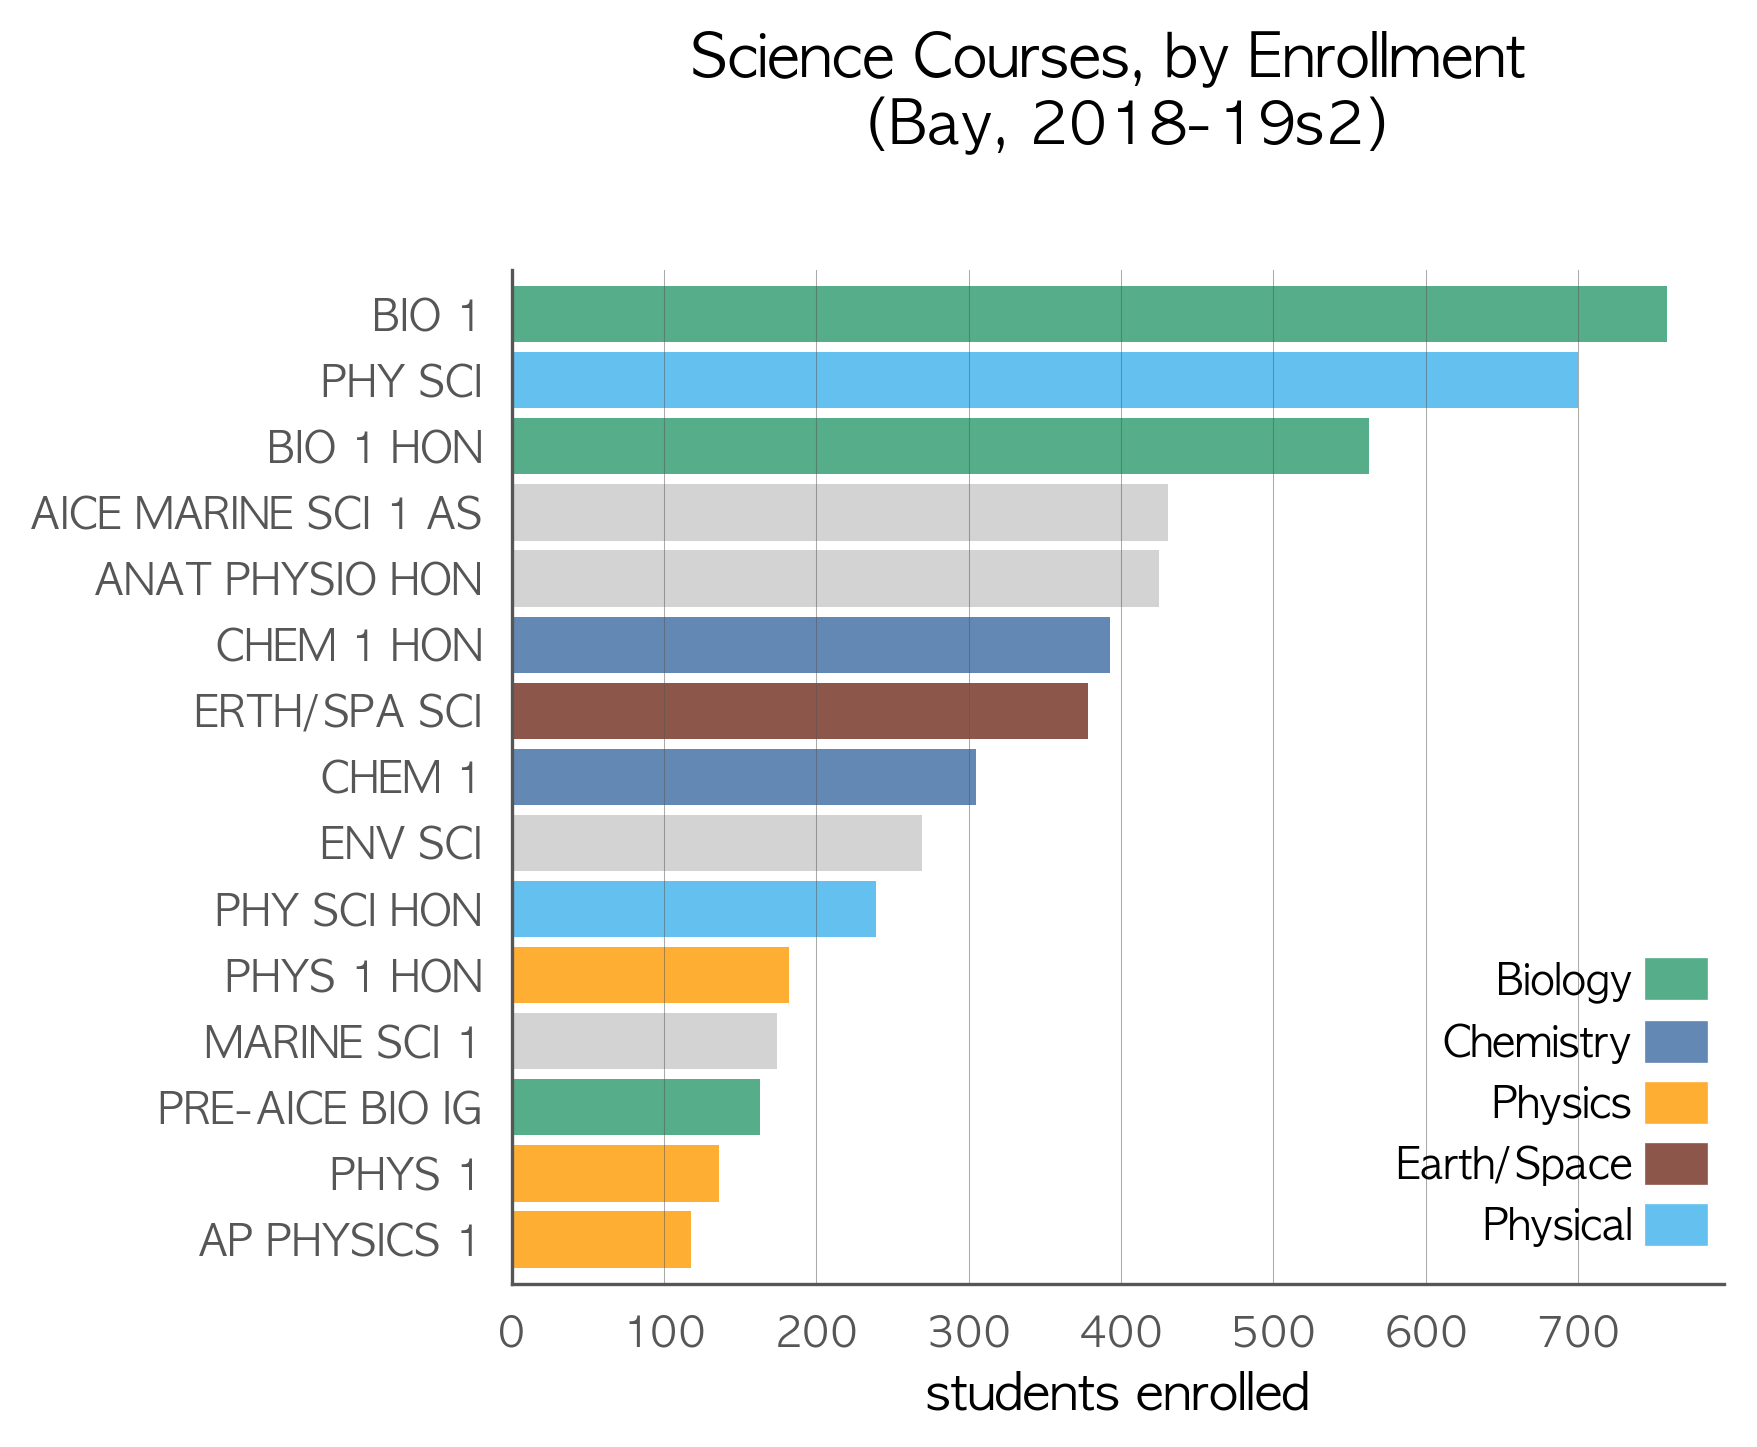 Science Courses, by Enrollment
(Bay, 2018-19s2)
BIO 1
PHY SCI
BIO 1 HON
AICE MARINE SCI 1 AS
ANAT PHYSIO HON
CHEM 1 HON
ERTH/SPA SCI
CHEM 1
ENV SCI
PHY SCI HON
PHYS 1 HON
MARINE SCI 1
PRE-AICE BIO IG
PHYS 1
AP PHYSICS 1
Biology
Chemistry
Physics
Earth/Space
Physical
0 100 200 300 400 500 600 700
students enrolled